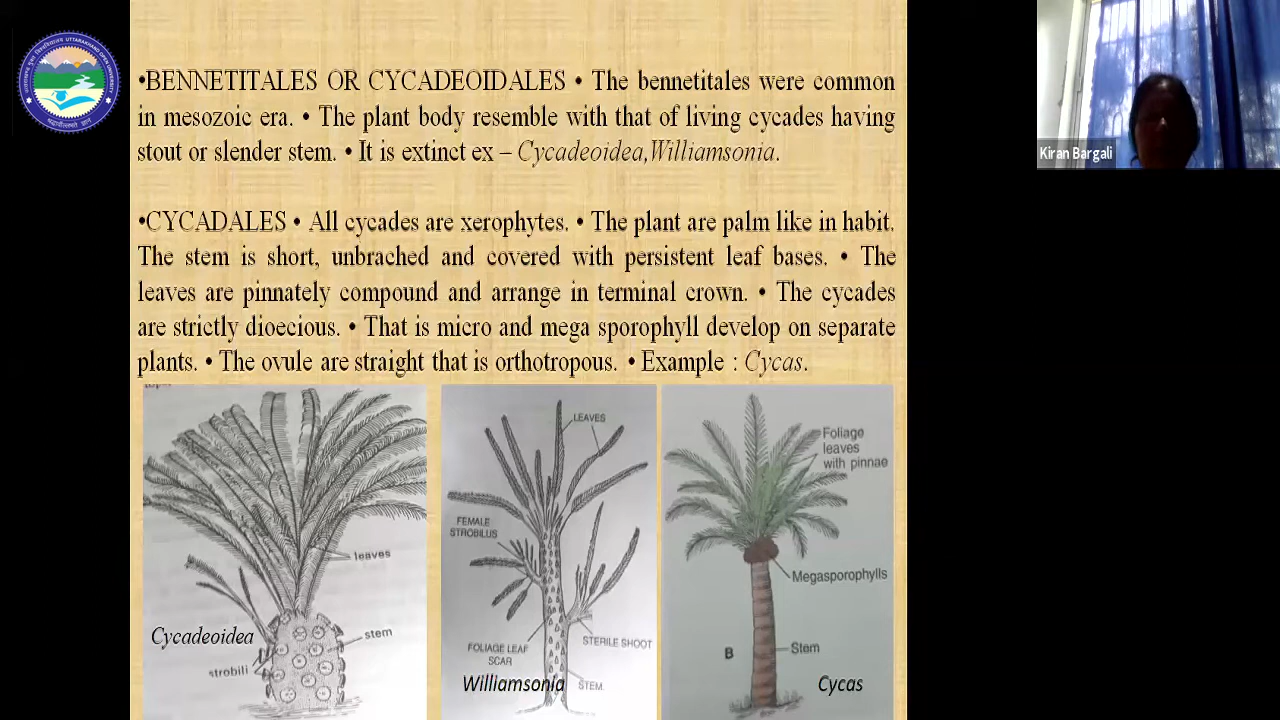 •BENNETITALES OR CYCADEOIDALES • The bennetitales were common
in mesozoic era. • The plant body resemble with that of living cycades having
stout or slender stem. • It is extinct ex – Cycadeoidea,Williamsonia.
•CYCADALES • All cycades are xerophytes. • The plant are palm like in habit.
The stem is short, unbrached and covered with persistent leaf bases. • The
leaves are pinnately compound and arrange in terminal crown. • The cycades
are strictly dioecious. • That is micro and mega sporophyll develop on separate
plants. • The ovule are straight that is orthotropous. • Example : Cycas.
leaves
Cycadeoidea
stem
strobili
LEAVES
FEMALE
STROBILUS
FOLIAGE LEAF
SCAR
STERILE SHOOT
STEM
Williamsonia
Foliage
leaves
with pinnae
Megasporophylls
B
Stem
Cycas
Kiran Bargali